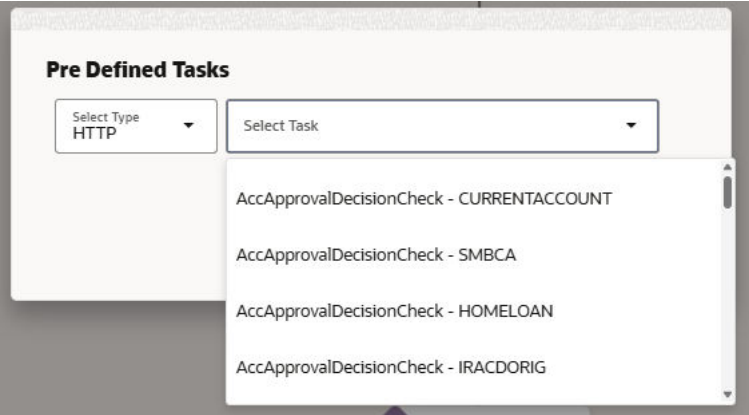 Pre Defined Tasks
Select Type
HTTP
Select Task
AccApprovalDecisionCheck - CURRENTACCOUNT
AccApprovalDecisionCheck - SMBCA
AccApprovalDecisionCheck - HOMELOAN
AccApprovalDecisionCheck - IRACDORIG